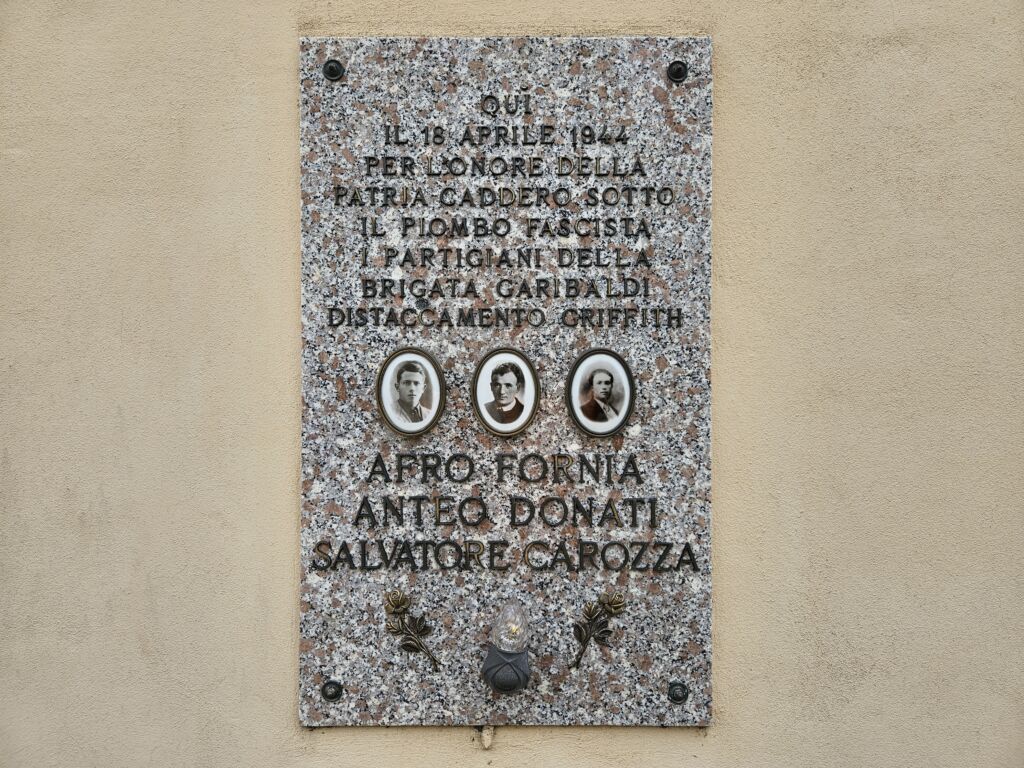 QUI
IL 18 APRILE 1944
PER L'ONORE DELLA
PATRIA CADDERO SOTTO
IL PIOMBO FASCISTA
I PARTIGIANI DELLA
BRIGATA GARIBALDI
DISTACCAMENTO GRIFFITH
AFRO FORNIA
ANTEO DONATI
SALVATORE CAROZZA